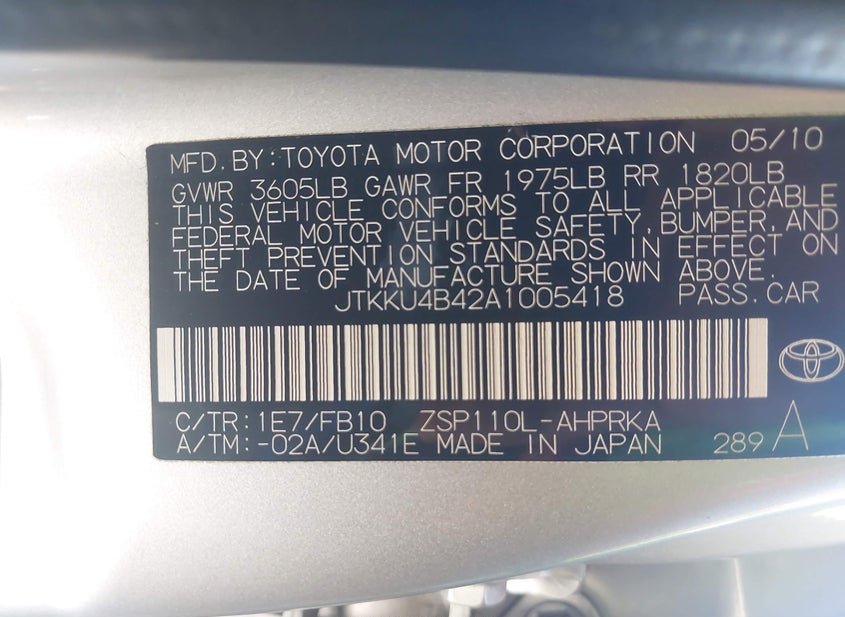 MFD. BY: TOYOTA MOTOR CORPORATION 05/10
GVWR 3605LB GAWR FR 1975LB RR 1820LB
THIS VEHICLE CONFORMS TO ALL APPLICABLE
FEDERAL MOTOR VEHICLE SAFETY, BUMPER, AND
THEFT PREVENTION STANDARDS IN EFFECT ON
THE DATE OF MANUFACTURE SHOWN ABOVE.
JTKKU4B42A1005418 PASS. CAR
C/TR: 1E7/FB10 ZSP110L-AHPRKA
A/TM: -02A/U341E MADE IN JAPAN 289 A